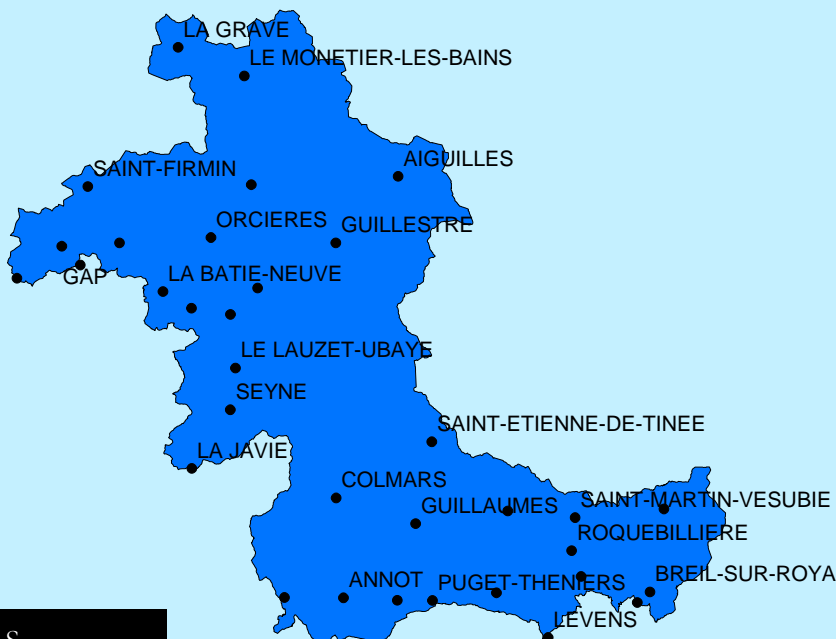 LA GRAVE
LE MONETIER-LES-BAINS
AIGUILLES
SAINT-FIRMIN
ORCIERES
GUILLESTRE
GAP
LA BATIE-NEUVE
LE LAUZET-UBAYE
SEYNE
SAINT-ETIENNE-DE-TINEE
LA JAVIE
COLMARS
GUILLAUMES
SAINT-MARTIN-VESUBIE
ROQUEBILLIERE
ANNOT
PUGET-THENIERS
BREIL-SUR-ROYA
LEVENS
S